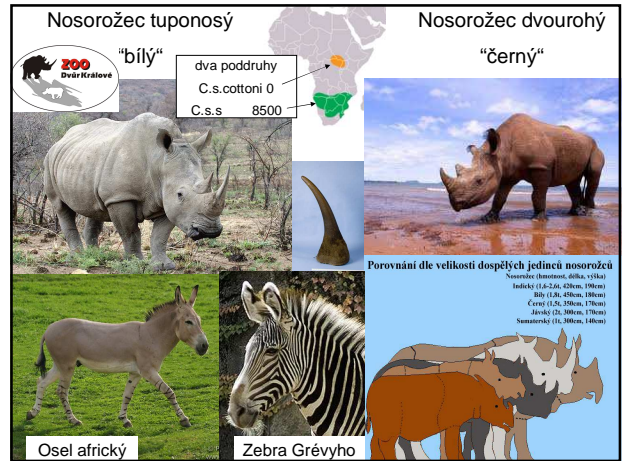 Nosorožec tuponosý
“bílý“
ZOO
Dvůr Králové
dva poddruhy
C.s.cottoni 0
C.s.s 8500
Nosorožec dvourohý
“černý“
Porovnání dle velikosti dospělých jedinců nosorožců
Nosorožec (hmotnost, délka, výška)
Indický (1,6-2,6t, 420cm, 190cm)
Bílý (1,8t, 450cm, 180cm)
Černý (1,5t, 350cm, 170cm)
Jávský (2t, 300cm, 170cm)
Sumaterský (1t, 300cm, 140cm)
Osel africký
Zebra Grévyho